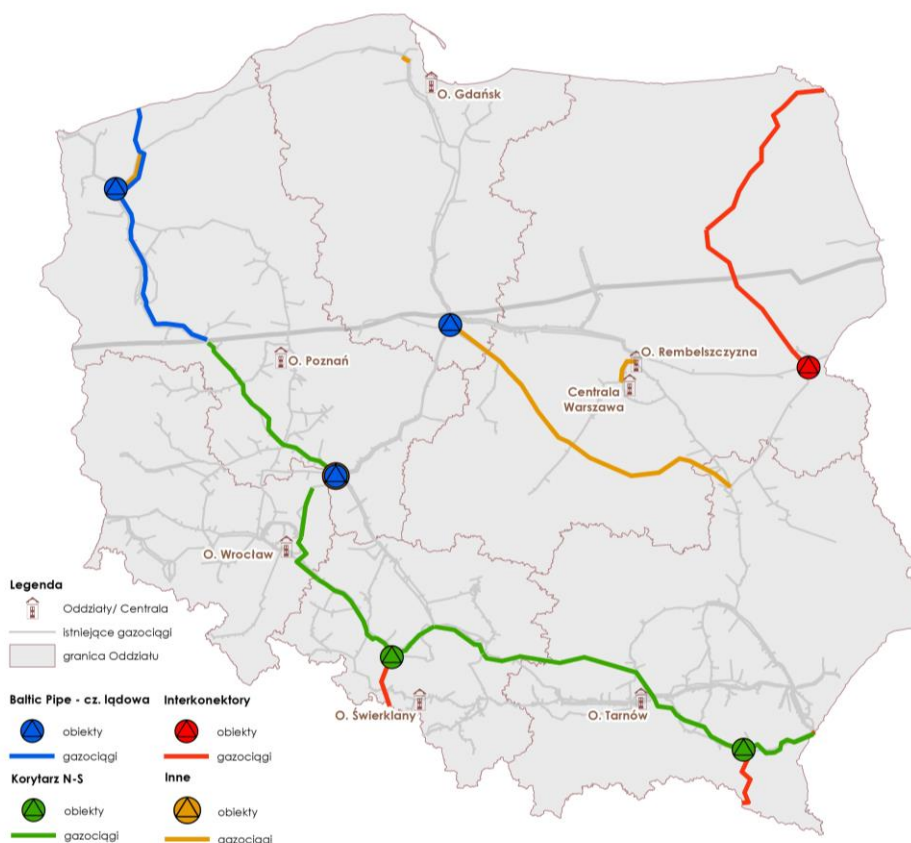 O. Gdańsk
O. Poznań
O. Rembelszczyzna
Centrala
Warszawa
O. Wrocław
O. Świerklany
O. Tarnów
Legenda
Oddziały/ Centrala
istniejące gazociągi
granica Oddziału
Baltic Pipe - cz. lądowa
obiekty
gazociągi
Interkonektory
obiekty
gazociągi
Korytarz N-S
obiekty
gazociągi
Inne
obiekty
gazociągi